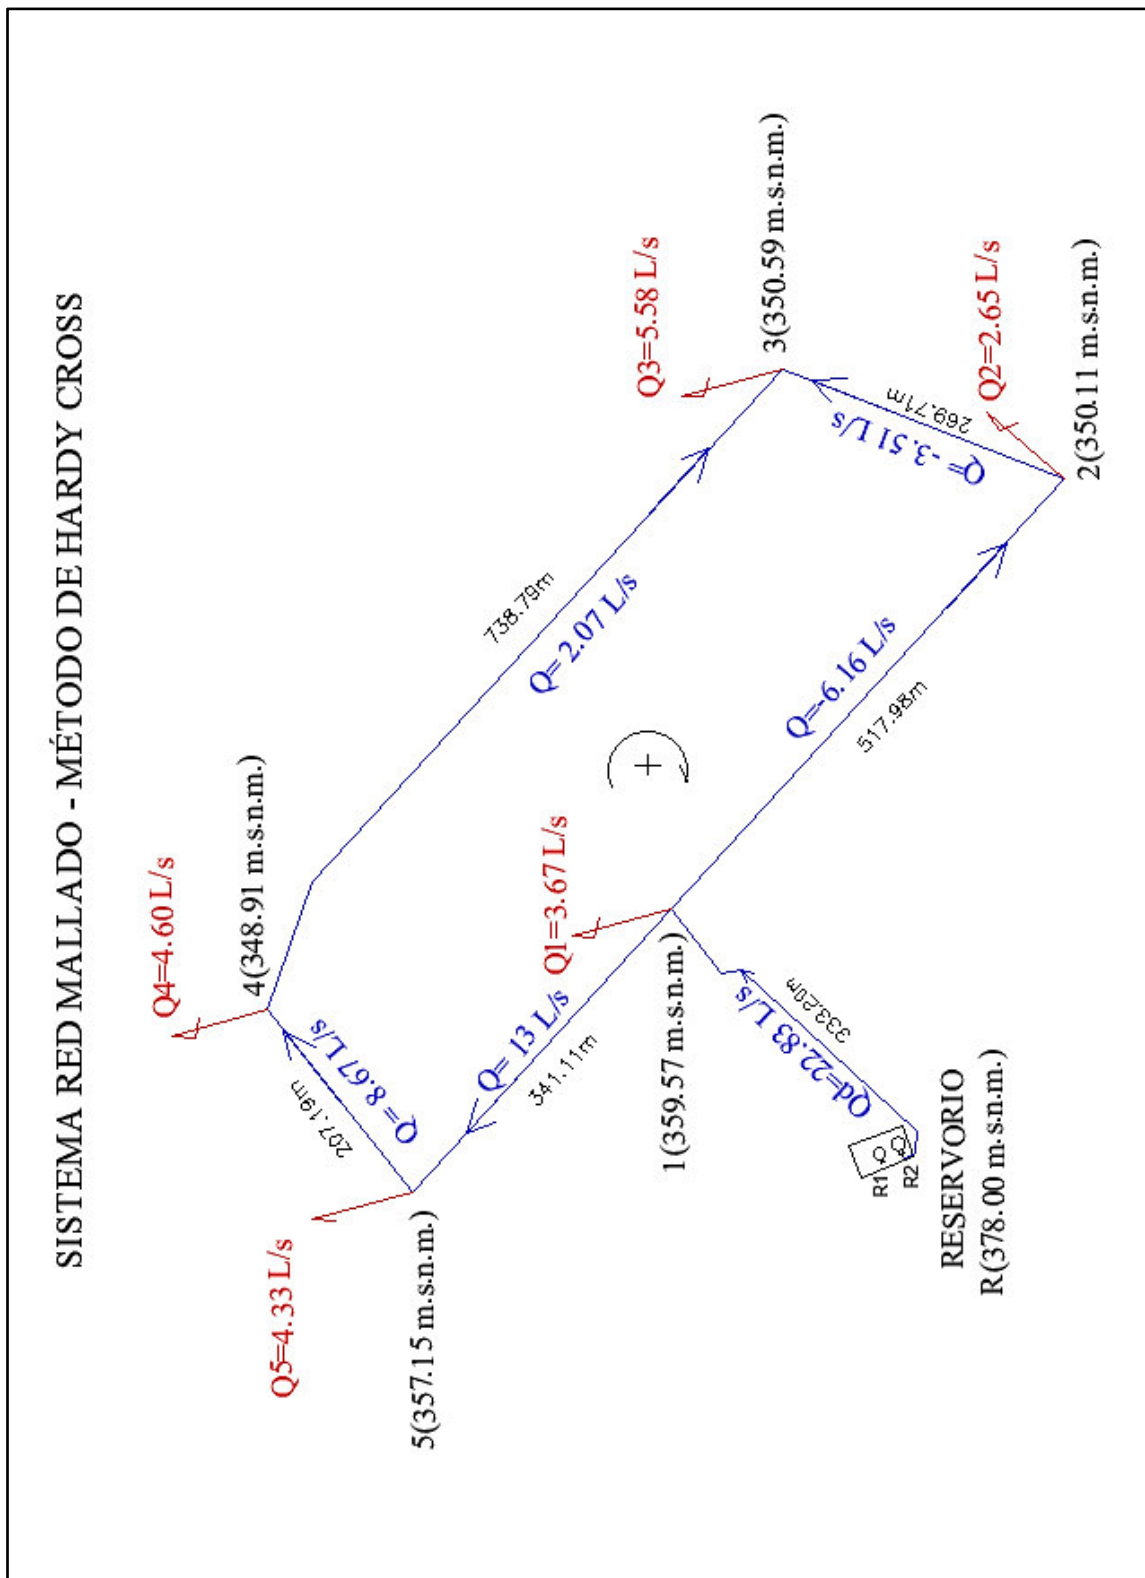 SISTEMA RED MALLADO - MÉTODO DE HARDY CROSS
Q4=4.60 L/s
4(348.91 m.s.n.m.)
Q5=4.33 L/s
5(357.15 m.s.n.m.)
207.19m
Q= 8.67 L/s
738.79m
Q= 2.07 L/s
Q3=5.58 L/s
3(350.59 m.s.n.m.)
Q= 13 L/s
341.11m
Q1=3.67 L/s
1(359.57 m.s.n.m.)
+
Q=-6.16 L/s
517.98m
Q= -3.51 L/s
269.71m
Q2=2.65 L/s
2(350.11 m.s.n.m.)
Qd=22.83 L/s
333.20m
R1
R2
RESERVORIO
R(378.00 m.s.n.m.)